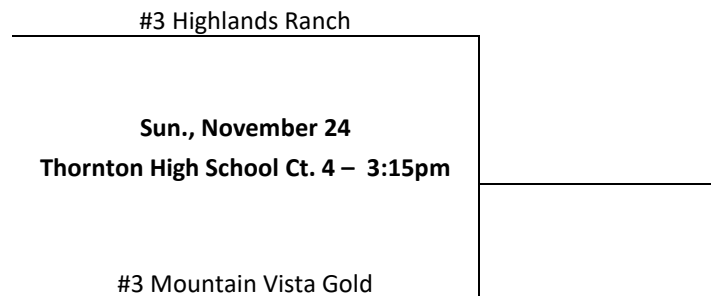 #3 Highlands Ranch
Sun., November 24
Thornton High School Ct. 4 – 3:15pm
#3 Mountain Vista Gold